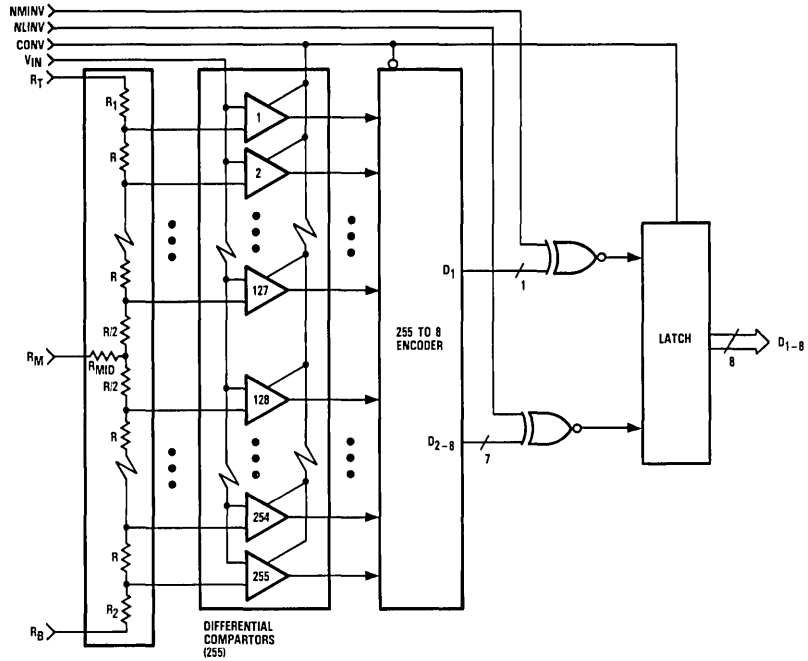 NMINV
NLINV
CONV
VIN
RT
R1
R
R
R/2
RM
RMID
R/2
R
R
R2
RB
1
2
127
128
254
255
DIFFERENTIAL
COMPARTORS
(255)
255 TO 8
ENCODER
D1
1
D2-8
7
LATCH
8
D1-8